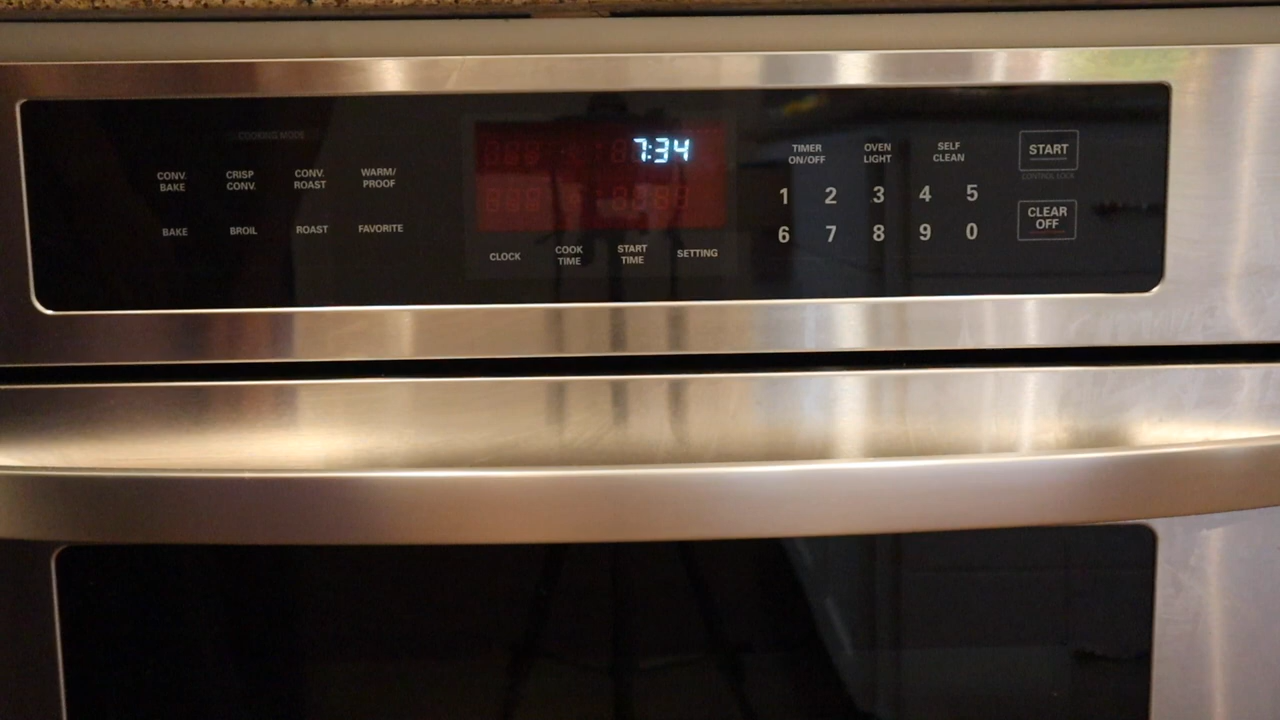 COOKING MODE
CONV. BAKE
CRISP CONV.
CONV. ROAST
WARM/ PROOF
BAKE
BROIL
ROAST
FAVORITE
7:34
CLOCK
COOK TIME
START TIME
SETTING
TIMER ON/OFF
OVEN LIGHT
SELF CLEAN
1 2 3 4 5
6 7 8 9 0
START
CONTROL LOCK
CLEAR OFF